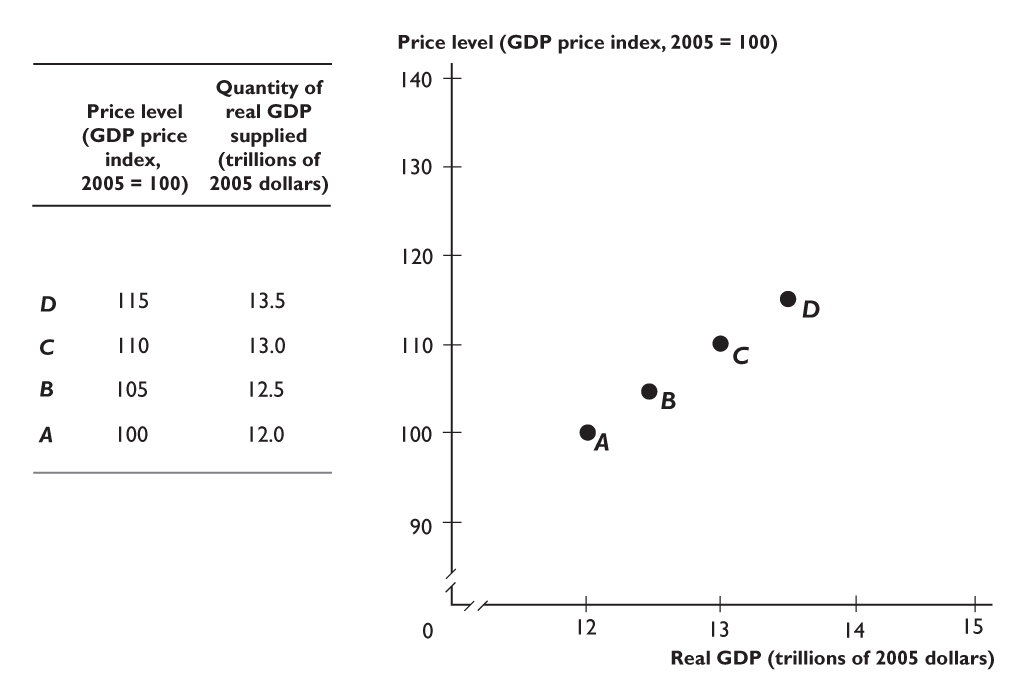 Price level
(GDP price
index,
2005 = 100)
Quantity of
real GDP
supplied
(trillions of
2005 dollars)
D 115 13.5
C 110 13.0
B 105 12.5
A 100 12.0
Price level (GDP price index, 2005 = 100)
140
130
120
110
100
90
0
D
C
B
A
12 13 14 15
Real GDP (trillions of 2005 dollars)